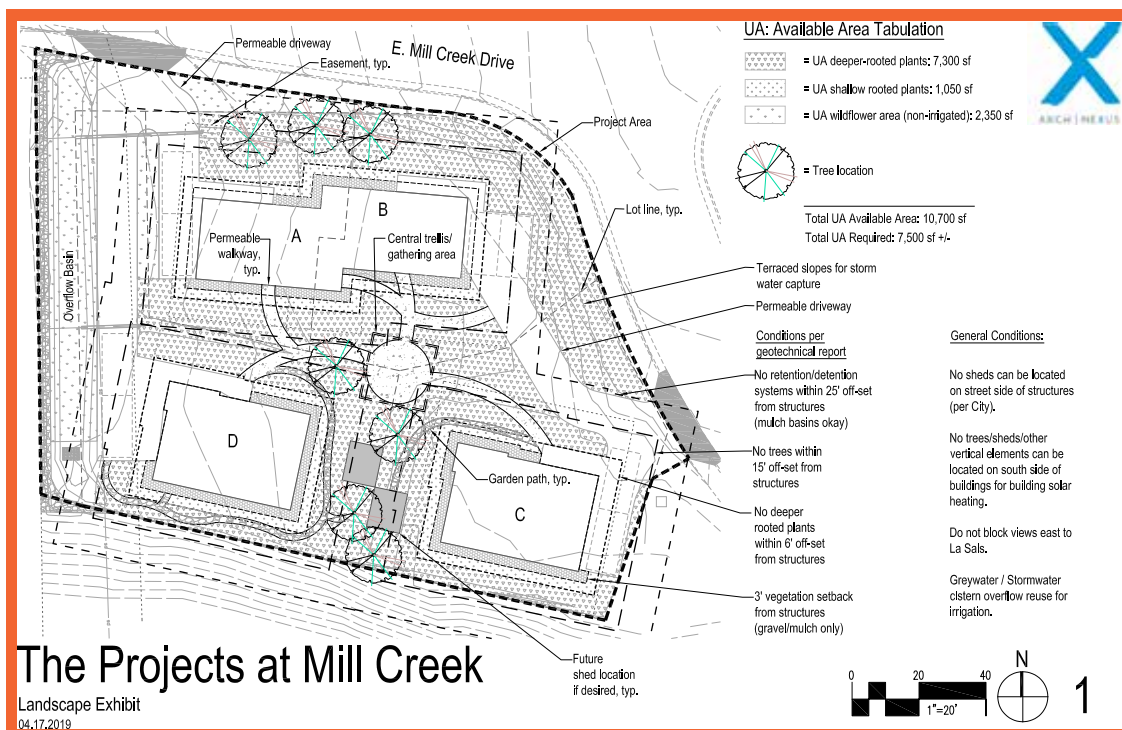 Permeable driveway
Easement, typ.
E. Mill Creek Drive
Project Area
Lot line, typ.
B
A
Permeable
walkway,
typ.
Central trellis/
gathering area
Overflow Basin
D
C
Garden path, typ.
Terraced slopes for storm
water capture
Permeable driveway
UA: Available Area Tabulation
= UA deeper-rooted plants: 7,300 sf
= UA shallow rooted plants: 1,050 sf
= UA wildflower area (non-irrigated): 2,350 sf
= Tree location
Total UA Available Area: 10,700 sf
Total UA Required: 7,500 sf +/-
ARCH | NEXUS
Conditions per
geotechnical report
No retention/detention
systems within 25' off-set
from structures
(mulch basins okay)
No trees within
15' off-set from
structures
No deeper
rooted plants
within 6' off-set
from structures
3' vegetation setback
from structures
(gravel/mulch only)
Future
shed location
if desired, typ.
General Conditions:
No sheds can be located
on street side of structures
(per City).
No trees/sheds/other
vertical elements can be
located on south side of
buildings for building solar
heating.
Do not block views east to
La Sals.
Greywater / Stormwater
cistern overflow reuse for
irrigation.
The Projects at Mill Creek
Landscape Exhibit
04.17.2019
0 20 40
1"=20'
N
1